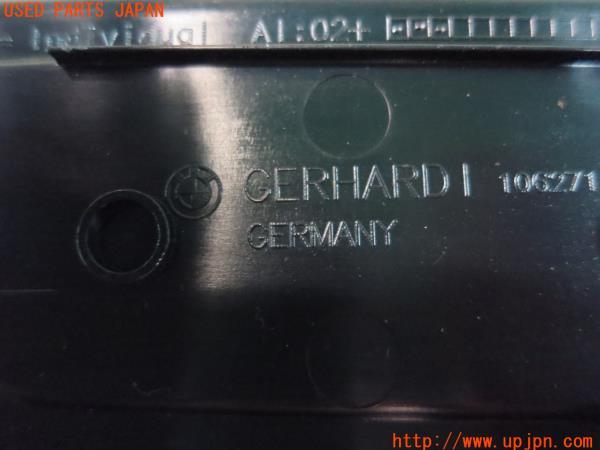 USED PARTS JAPAN
Individual AI:02+
GERHARDI 106271
GERMANY
http://www.upjpn.com/